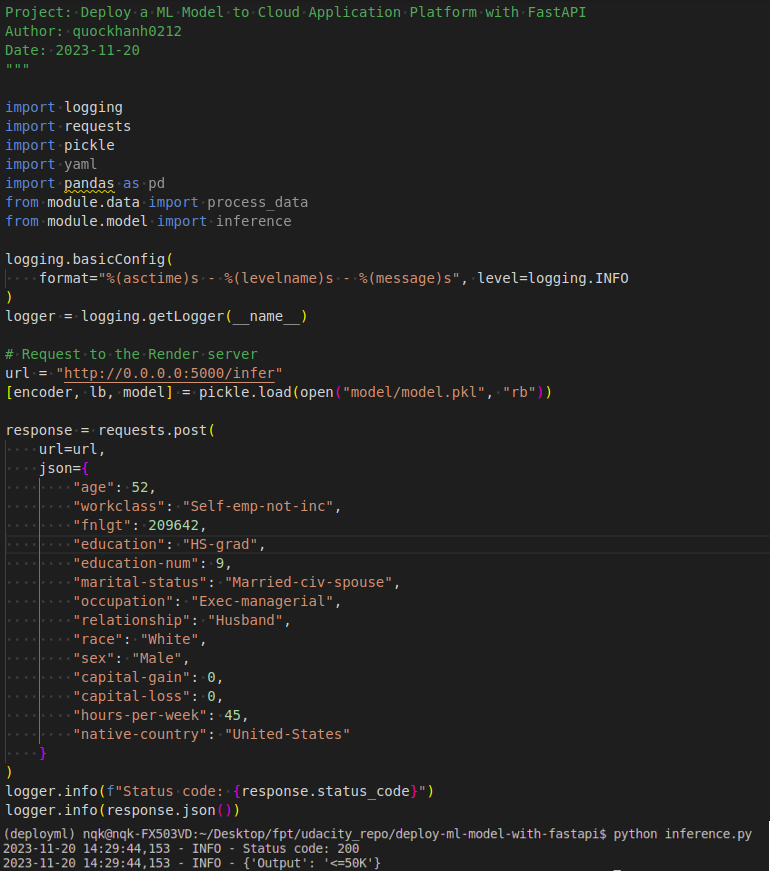 Project: Deploy a ML Model to Cloud Application Platform with FastAPI
Author: quockhanh0212
Date: 2023-11-20
"""

import logging
import requests
import pickle
import yaml
import pandas as pd
from module.data import process_data
from module.model import inference

logging.basicConfig(
    format="%(asctime)s - %(levelname)s - %(message)s", level=logging.INFO
)
logger = logging.getLogger(__name__)

# Request to the Render server
url = "http://0.0.0.0:5000/infer"
[encoder, lb, model] = pickle.load(open("model/model.pkl", "rb"))

response = requests.post(
    url=url,
    json={
        "age": 52,
        "workclass": "Self-emp-not-inc",
        "fnlgt": 209642,
        "education": "HS-grad",
        "education-num": 9,
        "marital-status": "Married-civ-spouse",
        "occupation": "Exec-managerial",
        "relationship": "Husband",
        "race": "White",
        "sex": "Male",
        "capital-gain": 0,
        "capital-loss": 0,
        "hours-per-week": 45,
        "native-country": "United-States"
    }
)
logger.info(f"Status code: {response.status_code}")
logger.info(response.json())
(deployml) nqk@nqk-FX503VD:~/Desktop/fpt/udacity_repo/deploy-ml-model-with-fastapi$ python inference.py
2023-11-20 14:29:44,153 - INFO - Status code: 200
2023-11-20 14:29:44,153 - INFO - {'Output': '<=50K'}